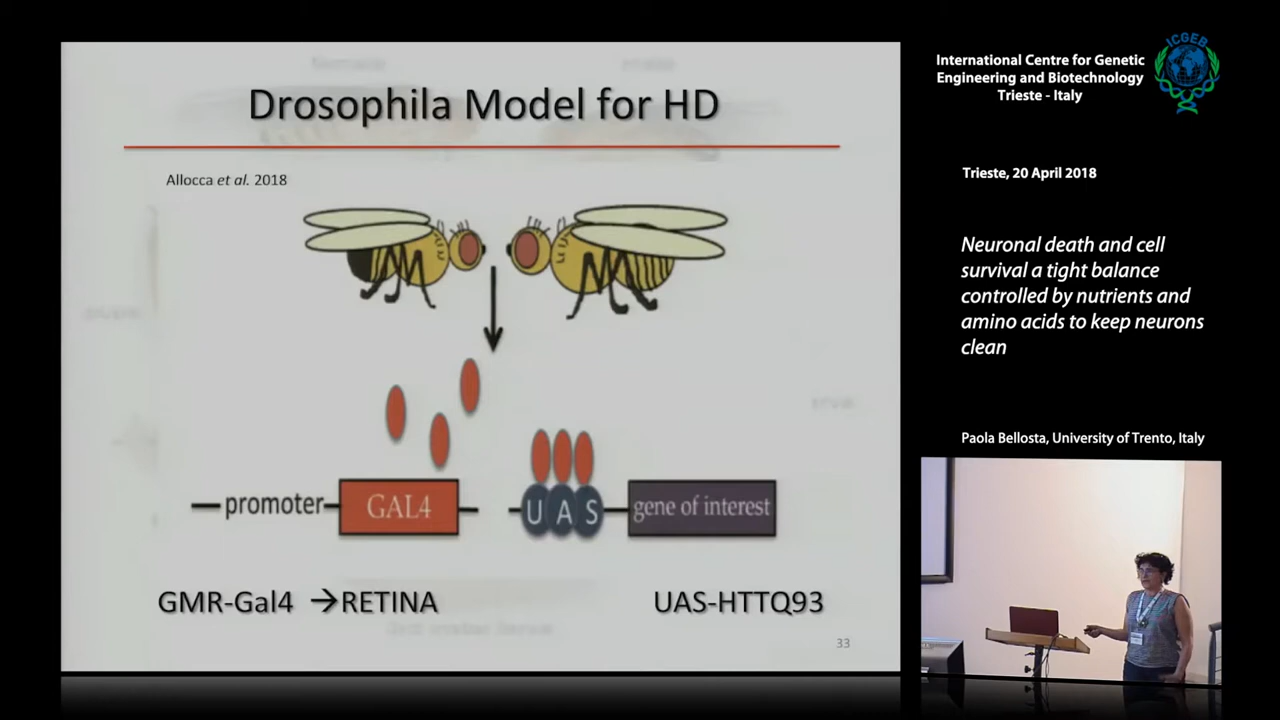 Drosophila Model for HD
Allocca et al. 2018
promoter
GAL4
UAS
gene of interest
GMR-Gal4 →RETINA
UAS-HTTQ93
33
International Centre for Genetic
Engineering and Biotechnology
Trieste - Italy
ICGEB
Trieste, 20 April 2018
Neuronal death and cell
survival a tight balance
controlled by nutrients and
amino acids to keep neurons
clean
Paola Bellosta, University of Trento, Italy